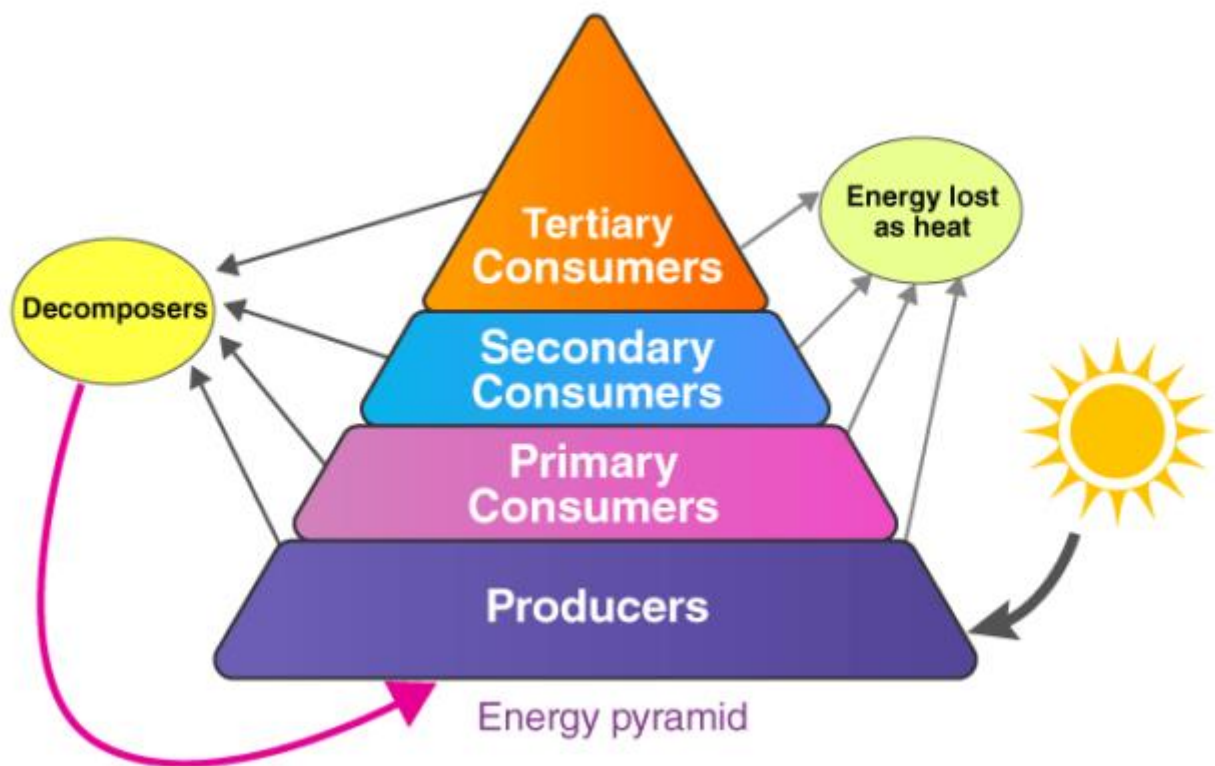 Tertiary
Consumers
Energy lost
as heat
Decomposers
Secondary
Consumers
Primary
Consumers
Producers
Energy pyramid